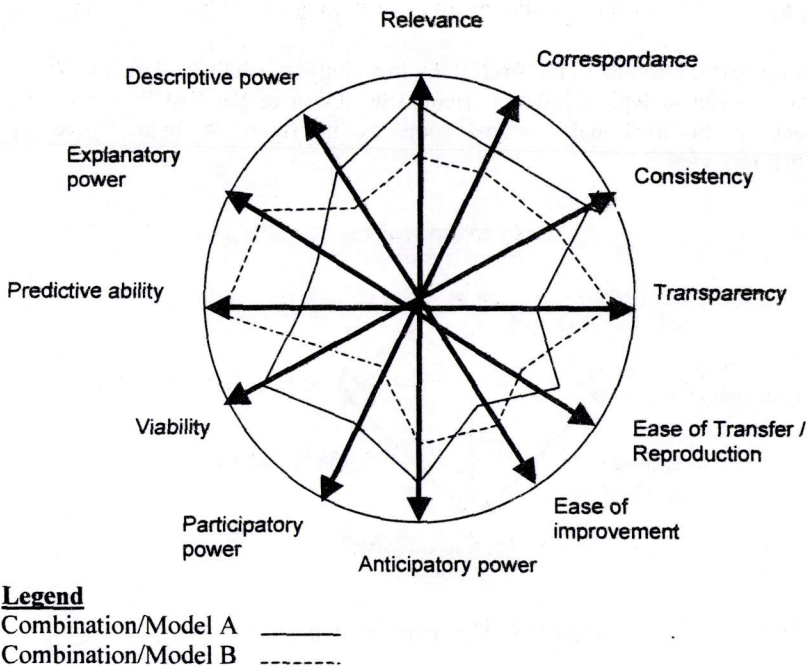 Relevance
Correspondance
Descriptive power
Explanatory
power
Consistency
Predictive ability
Transparency
Viability
Ease of Transfer /
Reproduction
Participatory
power
Ease of
improvement
Anticipatory power
Legend
Combination/Model A
Combination/Model B